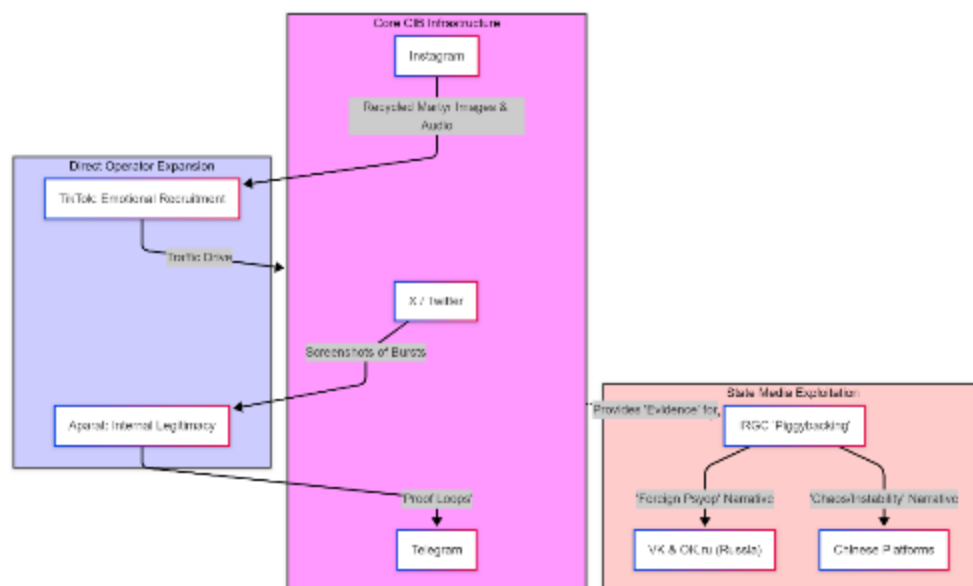 Core CIB Infrastructure
Instagram
Recycled Martyr Images &
Audio
Direct Operator Expansion
TikTok: Emotional Recruitment
Traffic Drive
X / Twitter
Screenshots of Bursts
Aparat: Internal Legitimacy
'Proof Loops'
Telegram
State Media Exploitation
Provides 'Evidence' for
IRGC 'Piggybacking'
'Foreign Psyop' Narrative
'Chaos/Instability' Narrative
VK & OK.ru (Russia)
Chinese Platforms